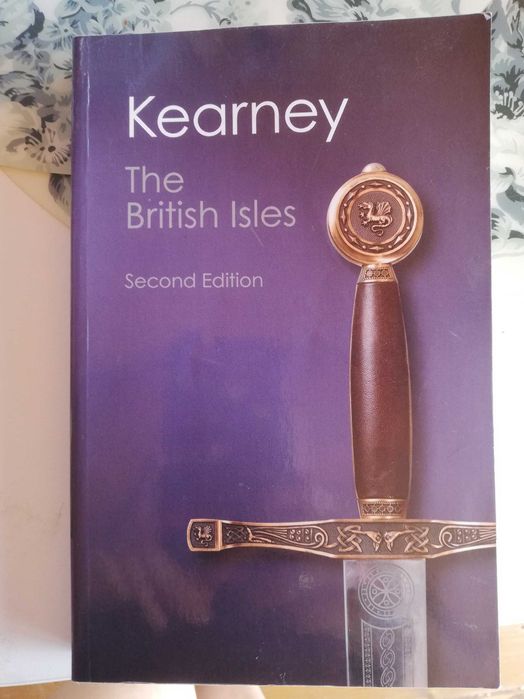 Kearney
The
British Isles
Second Edition